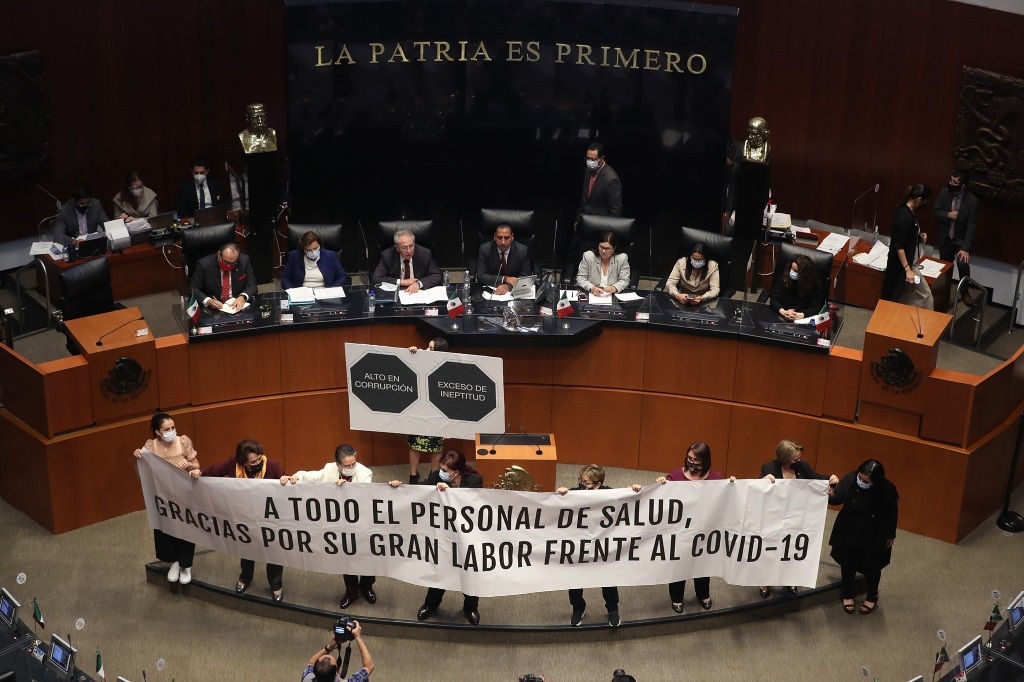 LA PATRIA ES PRIMERO
ALTO EN
CORRUPCIÓN
EXCESO DE
INEPTITUD
A TODO EL PERSONAL DE SALUD,
GRACIAS POR SU GRAN LABOR FRENTE AL COVID-19